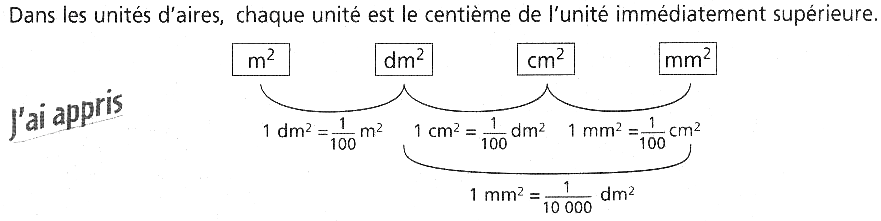 Dans les unités d'aires, chaque unité est le centième de l'unité immédiatement supérieure.
m² dm² cm² mm²
J'ai appris
1 dm² = 1/100 m² 1 cm² = 1/100 dm² 1 mm² = 1/100 cm²
1 mm² = 1/10 000 dm²